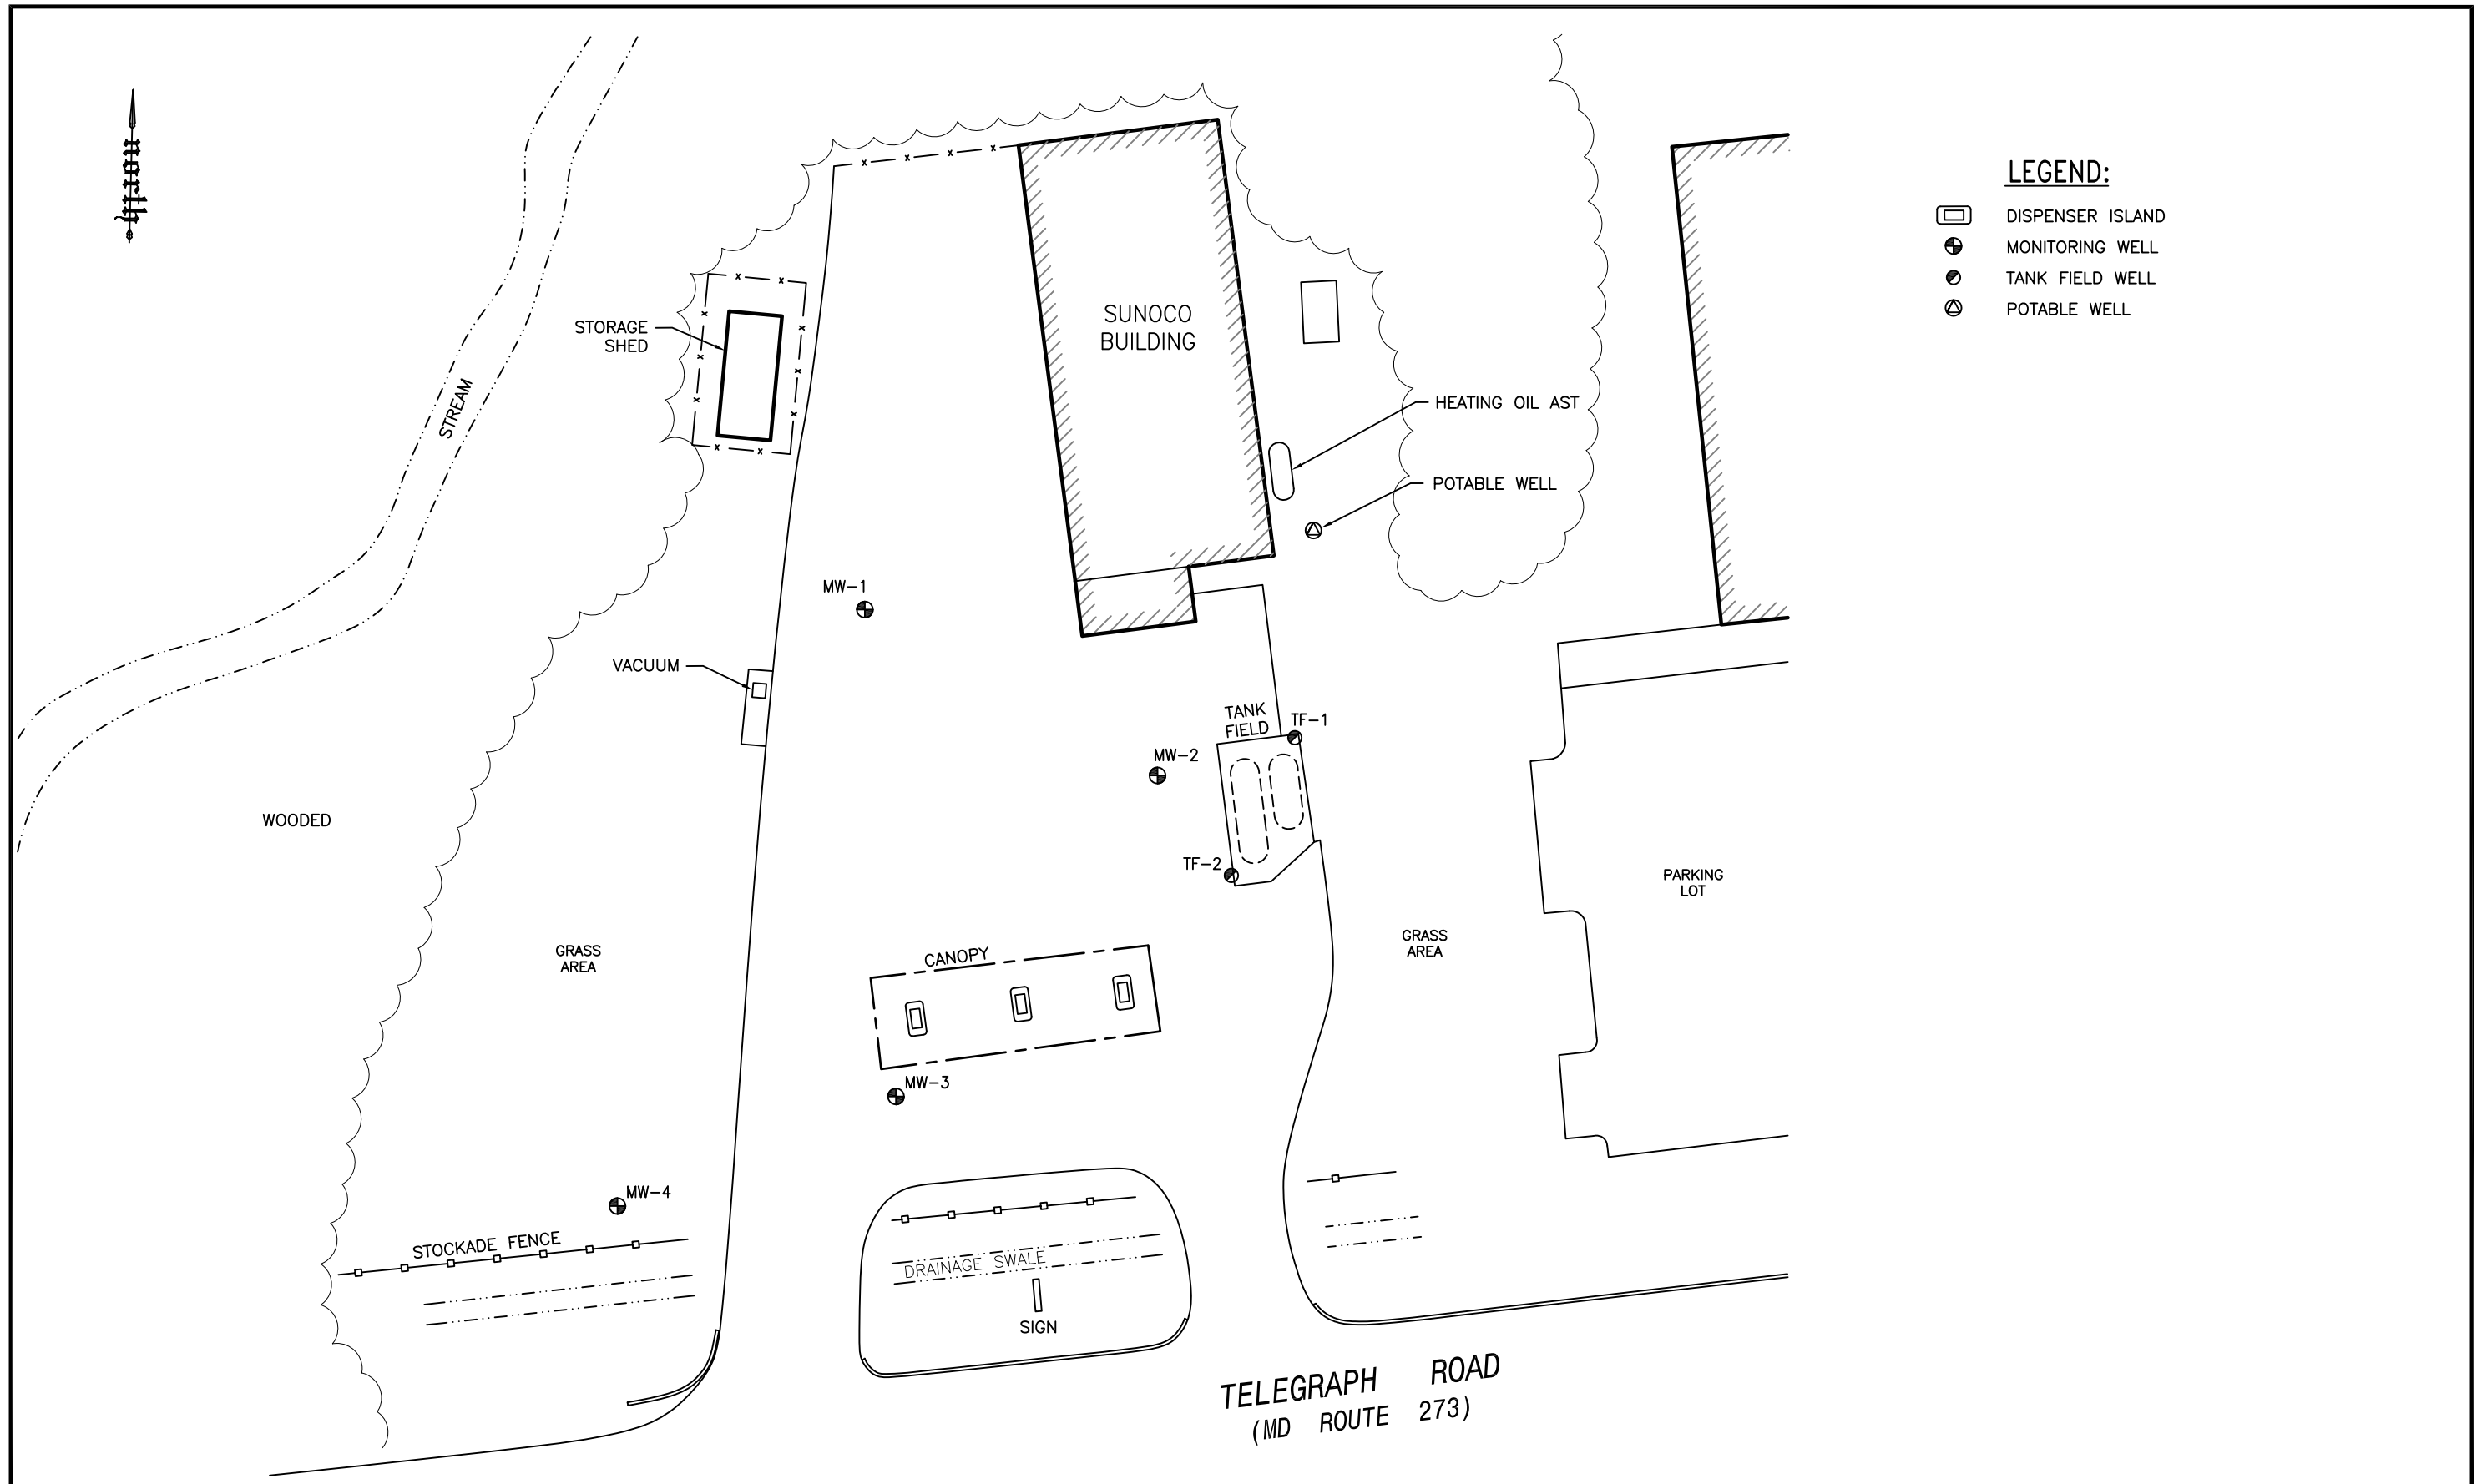 north
LEGEND:
DISPENSER ISLAND
MONITORING WELL
TANK FIELD WELL
POTABLE WELL
SUNOCO
BUILDING
STORAGE
SHED
STREAM
HEATING OIL AST
POTABLE WELL
MW-1
VACUUM
TANK
FIELD
TF-1
MW-2
WOODED
TF-2
PARKING
LOT
GRASS
AREA
GRASS
AREA
CANOPY
MW-3
MW-4
STOCKADE FENCE
DRAINAGE SWALE
SIGN
TELEGRAPH ROAD
(MD ROUTE 273)